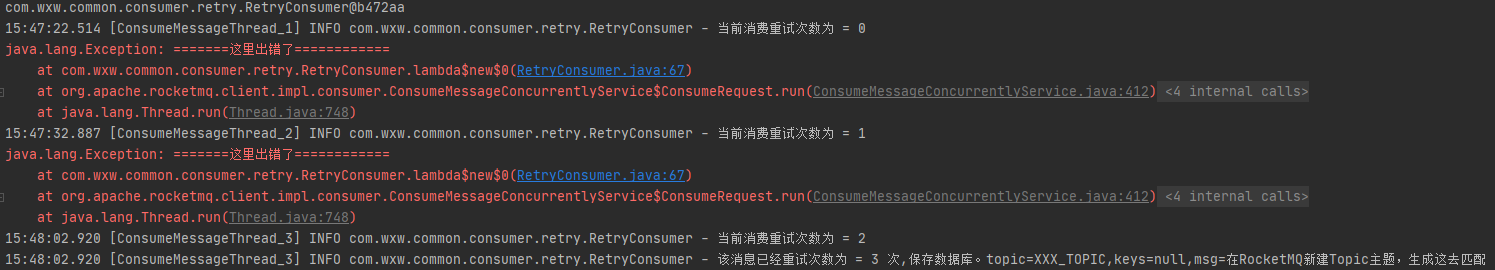 com.wxw.common.consumer.retry.RetryConsumer@b472aa
15:47:22.514 [ConsumeMessageThread_1] INFO com.wxw.common.consumer.retry.RetryConsumer - 当前消费重试次数为 = 0
java.lang.Exception: =======这里出错了============
at com.wxw.common.consumer.retry.RetryConsumer.lambda$new$0(RetryConsumer.java:67)
at org.apache.rocketmq.client.impl.consumer.ConsumeMessageConcurrentlyService$ConsumeRequest.run(ConsumeMessageConcurrentlyService.java:412) <4 internal calls>
at java.lang.Thread.run(Thread.java:748)
15:47:32.887 [ConsumeMessageThread_2] INFO com.wxw.common.consumer.retry.RetryConsumer - 当前消费重试次数为 = 1
java.lang.Exception: =======这里出错了============
at com.wxw.common.consumer.retry.RetryConsumer.lambda$new$0(RetryConsumer.java:67)
at org.apache.rocketmq.client.impl.consumer.ConsumeMessageConcurrentlyService$ConsumeRequest.run(ConsumeMessageConcurrentlyService.java:412) <4 internal calls>
at java.lang.Thread.run(Thread.java:748)
15:48:02.920 [ConsumeMessageThread_3] INFO com.wxw.common.consumer.retry.RetryConsumer - 当前消费重试次数为 = 2
15:48:02.920 [ConsumeMessageThread_3] INFO com.wxw.common.consumer.retry.RetryConsumer - 该消息已经重试次数为 = 3 次,保存数据库。topic=XXX_TOPIC,keys=null,msg=在RocketMQ新建Topic主题，生成这去匹配